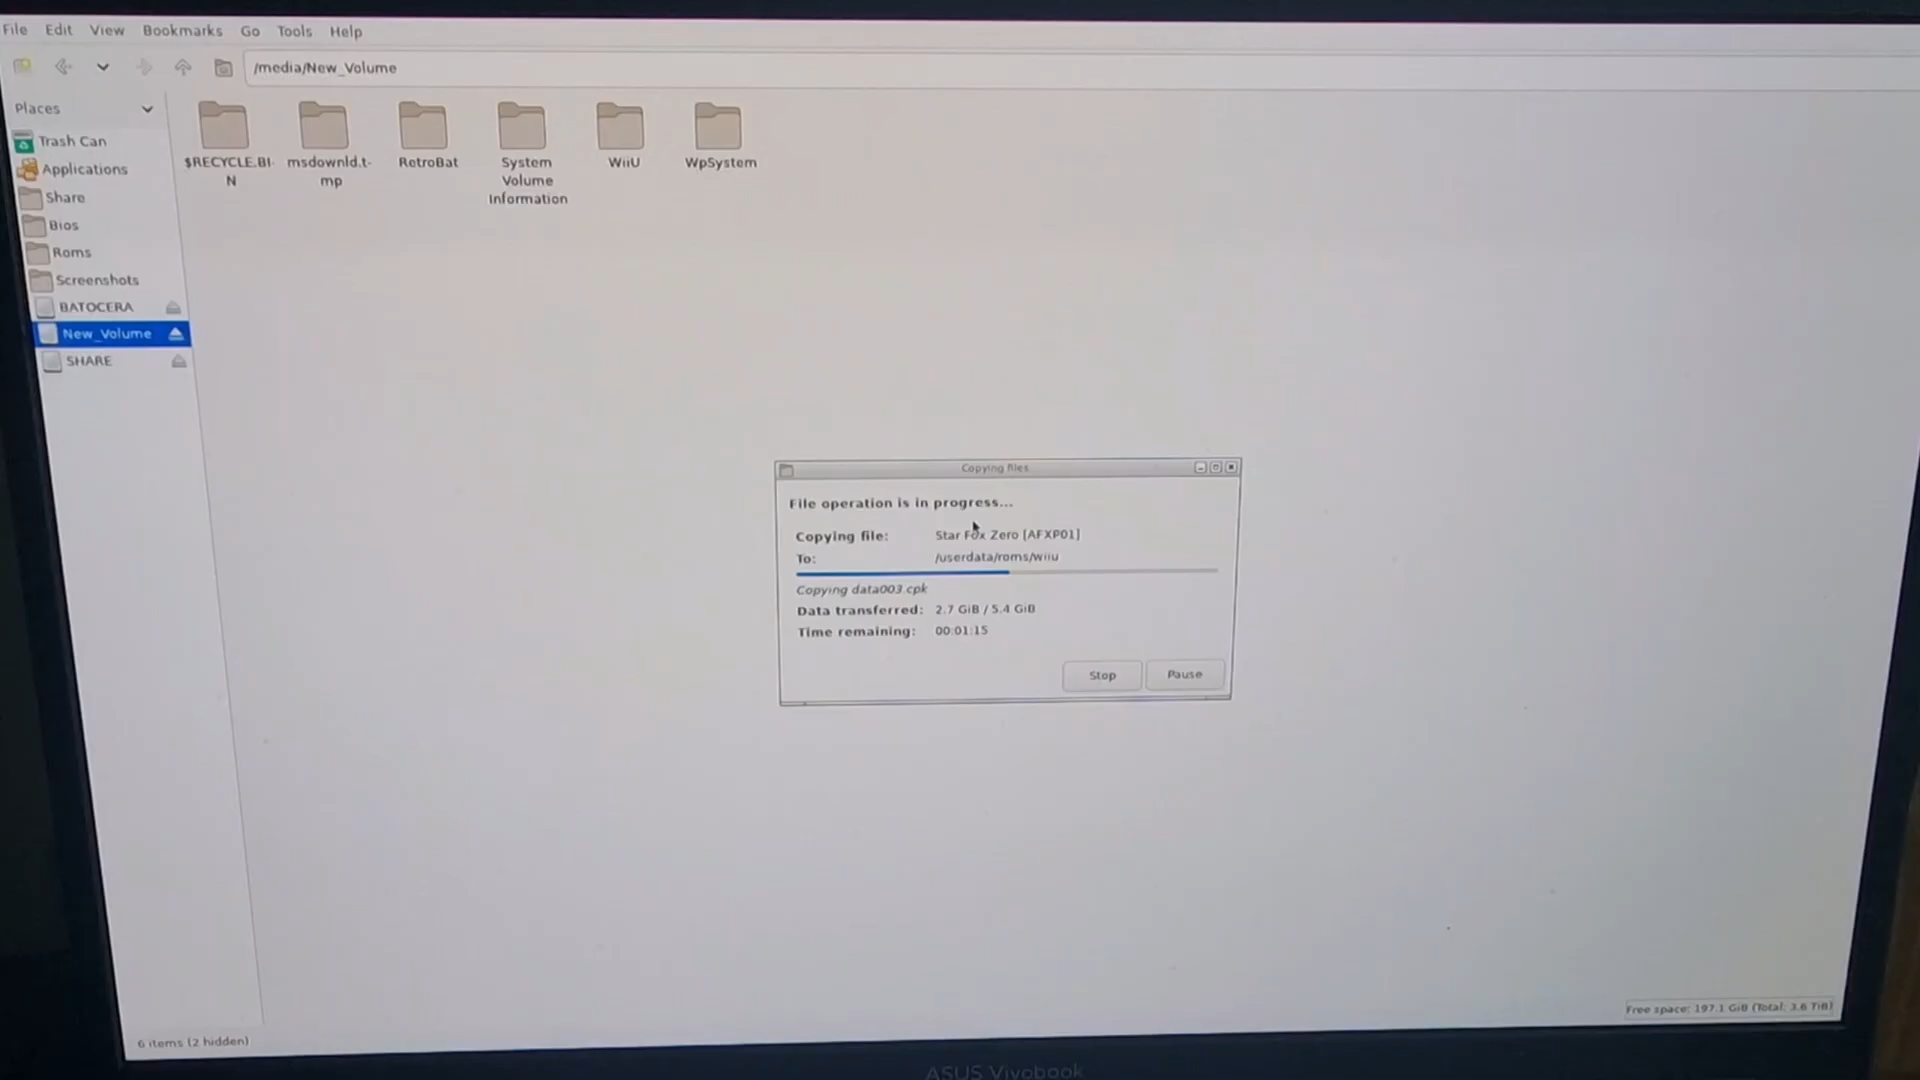 File Edit View Bookmarks Go Tools Help
/media/New_Volume
Places
Trash Can
Applications
Share
Bios
Roms
Screenshots
BATOCERA
New_Volume
SHARE
$RECYCLE.BI-
N
msdownld.t-
mp
RetroBat
System
Volume
Information
WiiU
WpSystem
Copying files
File operation is in progress...
Copying file: Star Fox Zero [AFXP01]
To: /userdata/roms/wiiu
Copying data003.cpk
Data transferred: 2.7 GiB / 5.4 GiB
Time remaining: 00:01:15
Stop Pause
6 items (2 hidden)
Free space: 197.1 GiB (Total: 3.6 TiB)
ASUS Vivobook